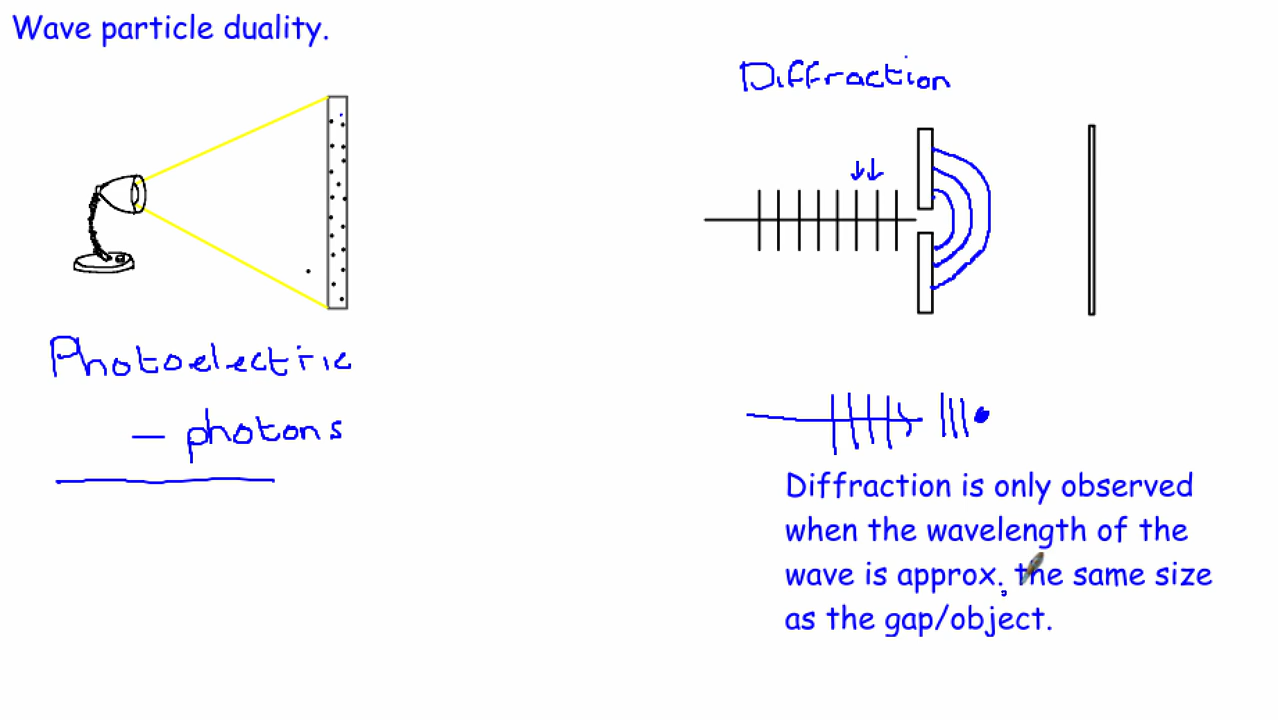 Wave particle duality.
Diffraction
Photoelectric
– photons
Diffraction is only observed
when the wavelength of the
wave is approx. the same size
as the gap/object.